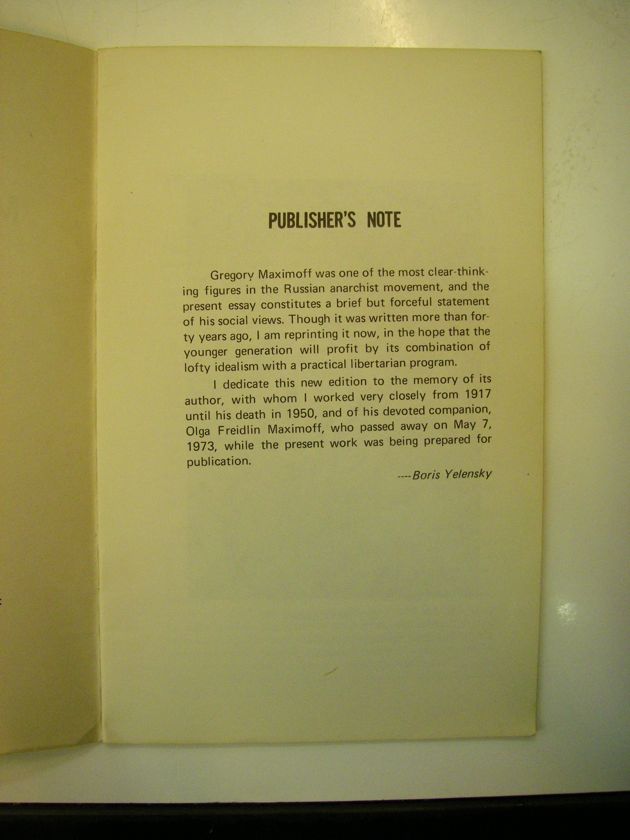 PUBLISHER'S NOTE
Gregory Maximoff was one of the most clear-think-
ing figures in the Russian anarchist movement, and the
present essay constitutes a brief but forceful statement
of his social views. Though it was written more than for-
ty years ago, I am reprinting it now, in the hope that the
younger generation will profit by its combination of
lofty idealism with a practical libertarian program.
I dedicate this new edition to the memory of its
author, with whom I worked very closely from 1917
until his death in 1950, and of his devoted companion,
Olga Freidlin Maximoff, who passed away on May 7,
1973, while the present work was being prepared for
publication.
----Boris Yelensky